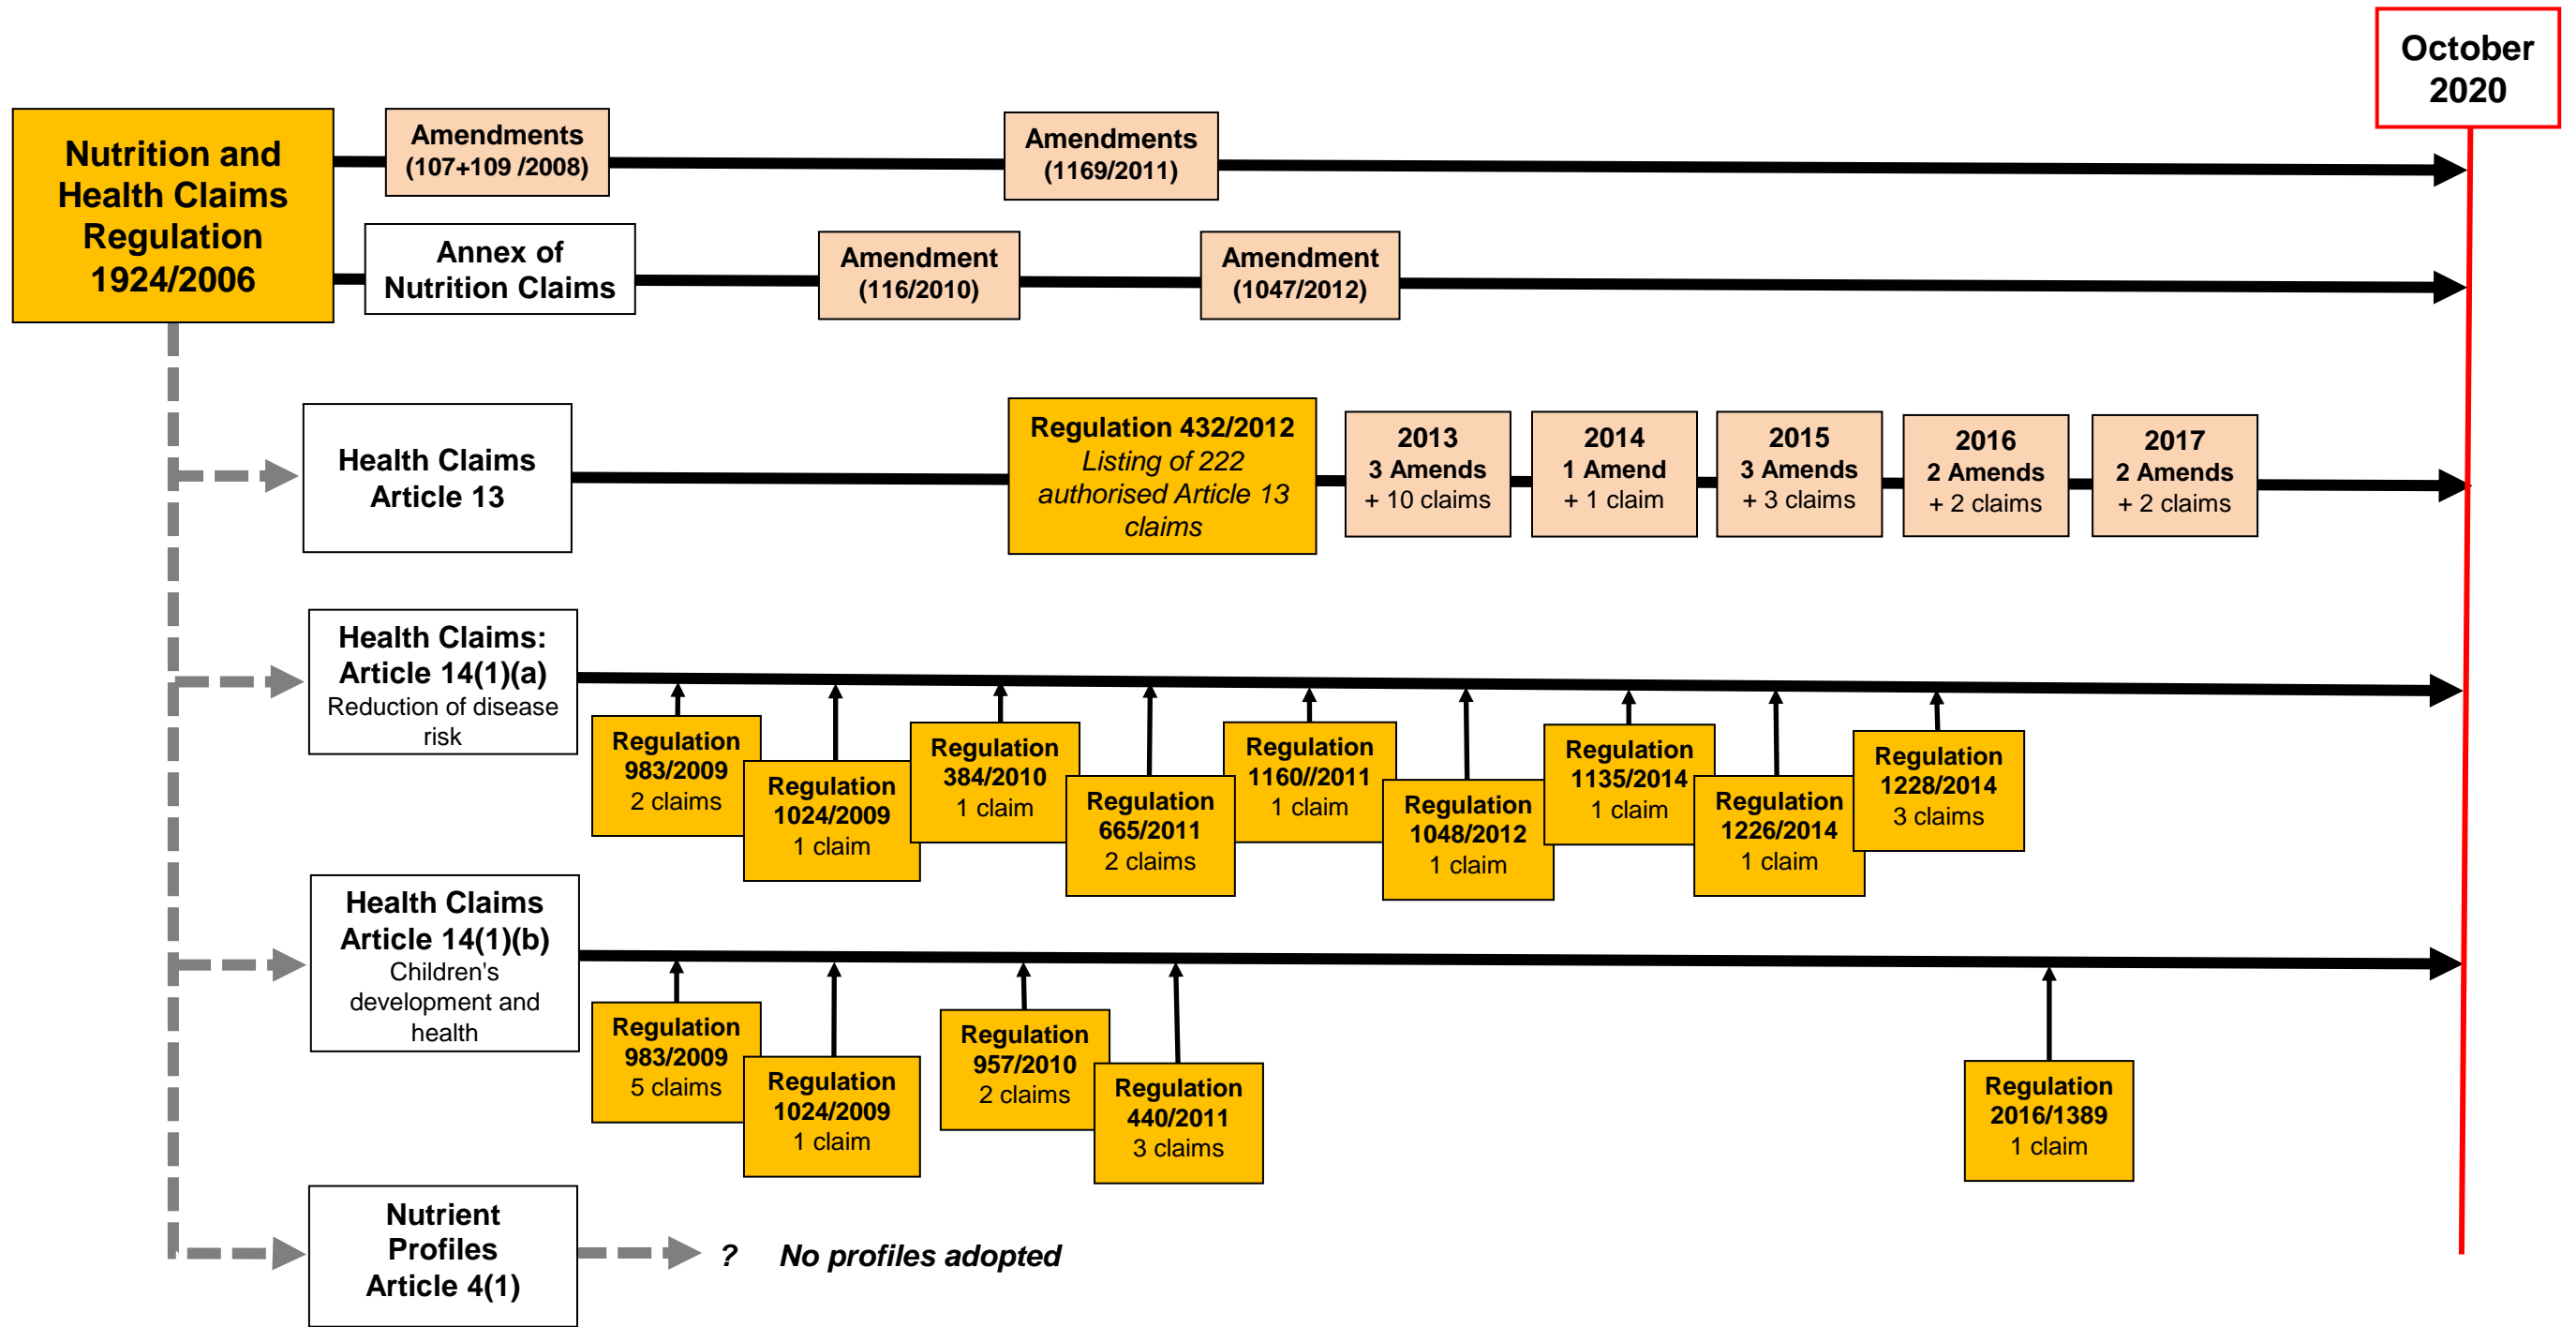 October
2020
Nutrition and
Health Claims
Regulation
1924/2006
Amendments
(107+109 /2008)
Amendments
(1169/2011)
Annex of
Nutrition Claims
Amendment
(116/2010)
Amendment
(1047/2012)
Health Claims
Article 13
Regulation 432/2012
Listing of 222
authorised Article 13
claims
2013
3 Amends
+ 10 claims
2014
1 Amend
+ 1 claim
2015
3 Amends
+ 3 claims
2016
2 Amends
+ 2 claims
2017
2 Amends
+ 2 claims
Health Claims:
Article 14(1)(a)
Reduction of disease
risk
Regulation
983/2009
2 claims
Regulation
1024/2009
1 claim
Regulation
384/2010
1 claim
Regulation
665/2011
2 claims
Regulation
1160//2011
1 claim
Regulation
1048/2012
1 claim
Regulation
1135/2014
1 claim
Regulation
1226/2014
1 claim
Regulation
1228/2014
3 claims
Health Claims
Article 14(1)(b)
Children's
development and
health
Regulation
983/2009
5 claims
Regulation
1024/2009
1 claim
Regulation
957/2010
2 claims
Regulation
440/2011
3 claims
Regulation
2016/1389
1 claim
Nutrient
Profiles
Article 4(1)
? No profiles adopted